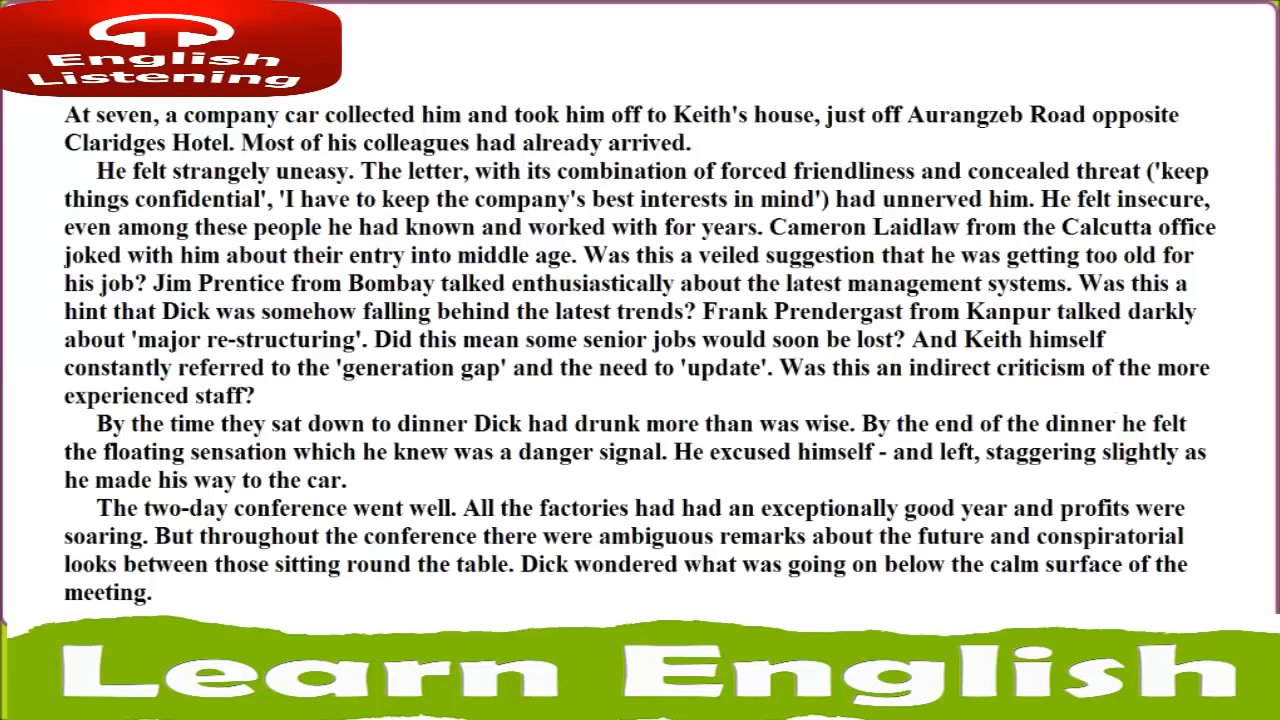 English
Listening
At seven, a company car collected him and took him off to Keith's house, just off Aurangzeb Road opposite
Claridges Hotel. Most of his colleagues had already arrived.
He felt strangely uneasy. The letter, with its combination of forced friendliness and concealed threat ('keep
things confidential', 'I have to keep the company's best interests in mind') had unnerved him. He felt insecure,
even among these people he had known and worked with for years. Cameron Laidlaw from the Calcutta office
joked with him about their entry into middle age. Was this a veiled suggestion that he was getting too old for
his job? Jim Prentice from Bombay talked enthusiastically about the latest management systems. Was this a
hint that Dick was somehow falling behind the latest trends? Frank Prendergast from Kanpur talked darkly
about 'major re-structuring'. Did this mean some senior jobs would soon be lost? And Keith himself
constantly referred to the 'generation gap' and the need to 'update'. Was this an indirect criticism of the more
experienced staff?
By the time they sat down to dinner Dick had drunk more than was wise. By the end of the dinner he felt
the floating sensation which he knew was a danger signal. He excused himself - and left, staggering slightly as
he made his way to the car.
The two-day conference went well. All the factories had had an exceptionally good year and profits were
soaring. But throughout the conference there were ambiguous remarks about the future and conspiratorial
looks between those sitting round the table. Dick wondered what was going on below the calm surface of the
meeting.
Learn English